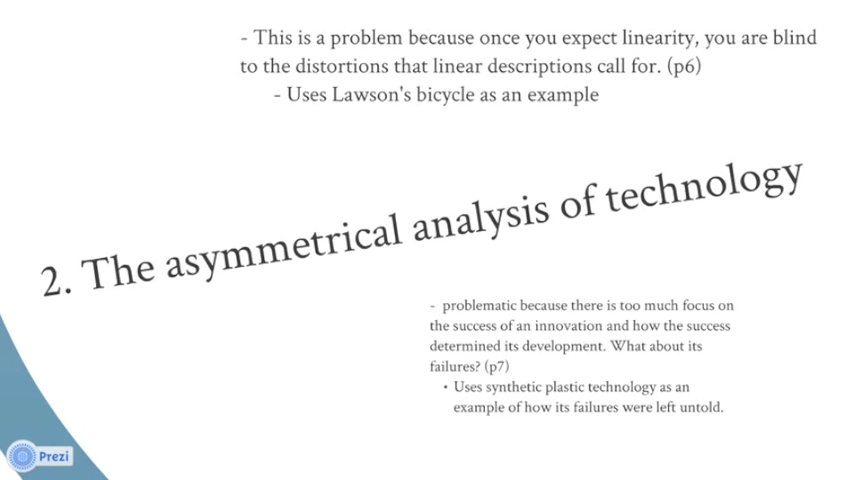 - This is a problem because once you expect linearity, you are blind
to the distortions that linear descriptions call for. (p6)
- Uses Lawson's bicycle as an example
2. The asymmetrical analysis of technology
- problematic because there is too much focus on
the success of an innovation and how the success
determined its development. What about its
failures? (p7)
• Uses synthetic plastic technology as an
example of how its failures were left untold.
Prezi